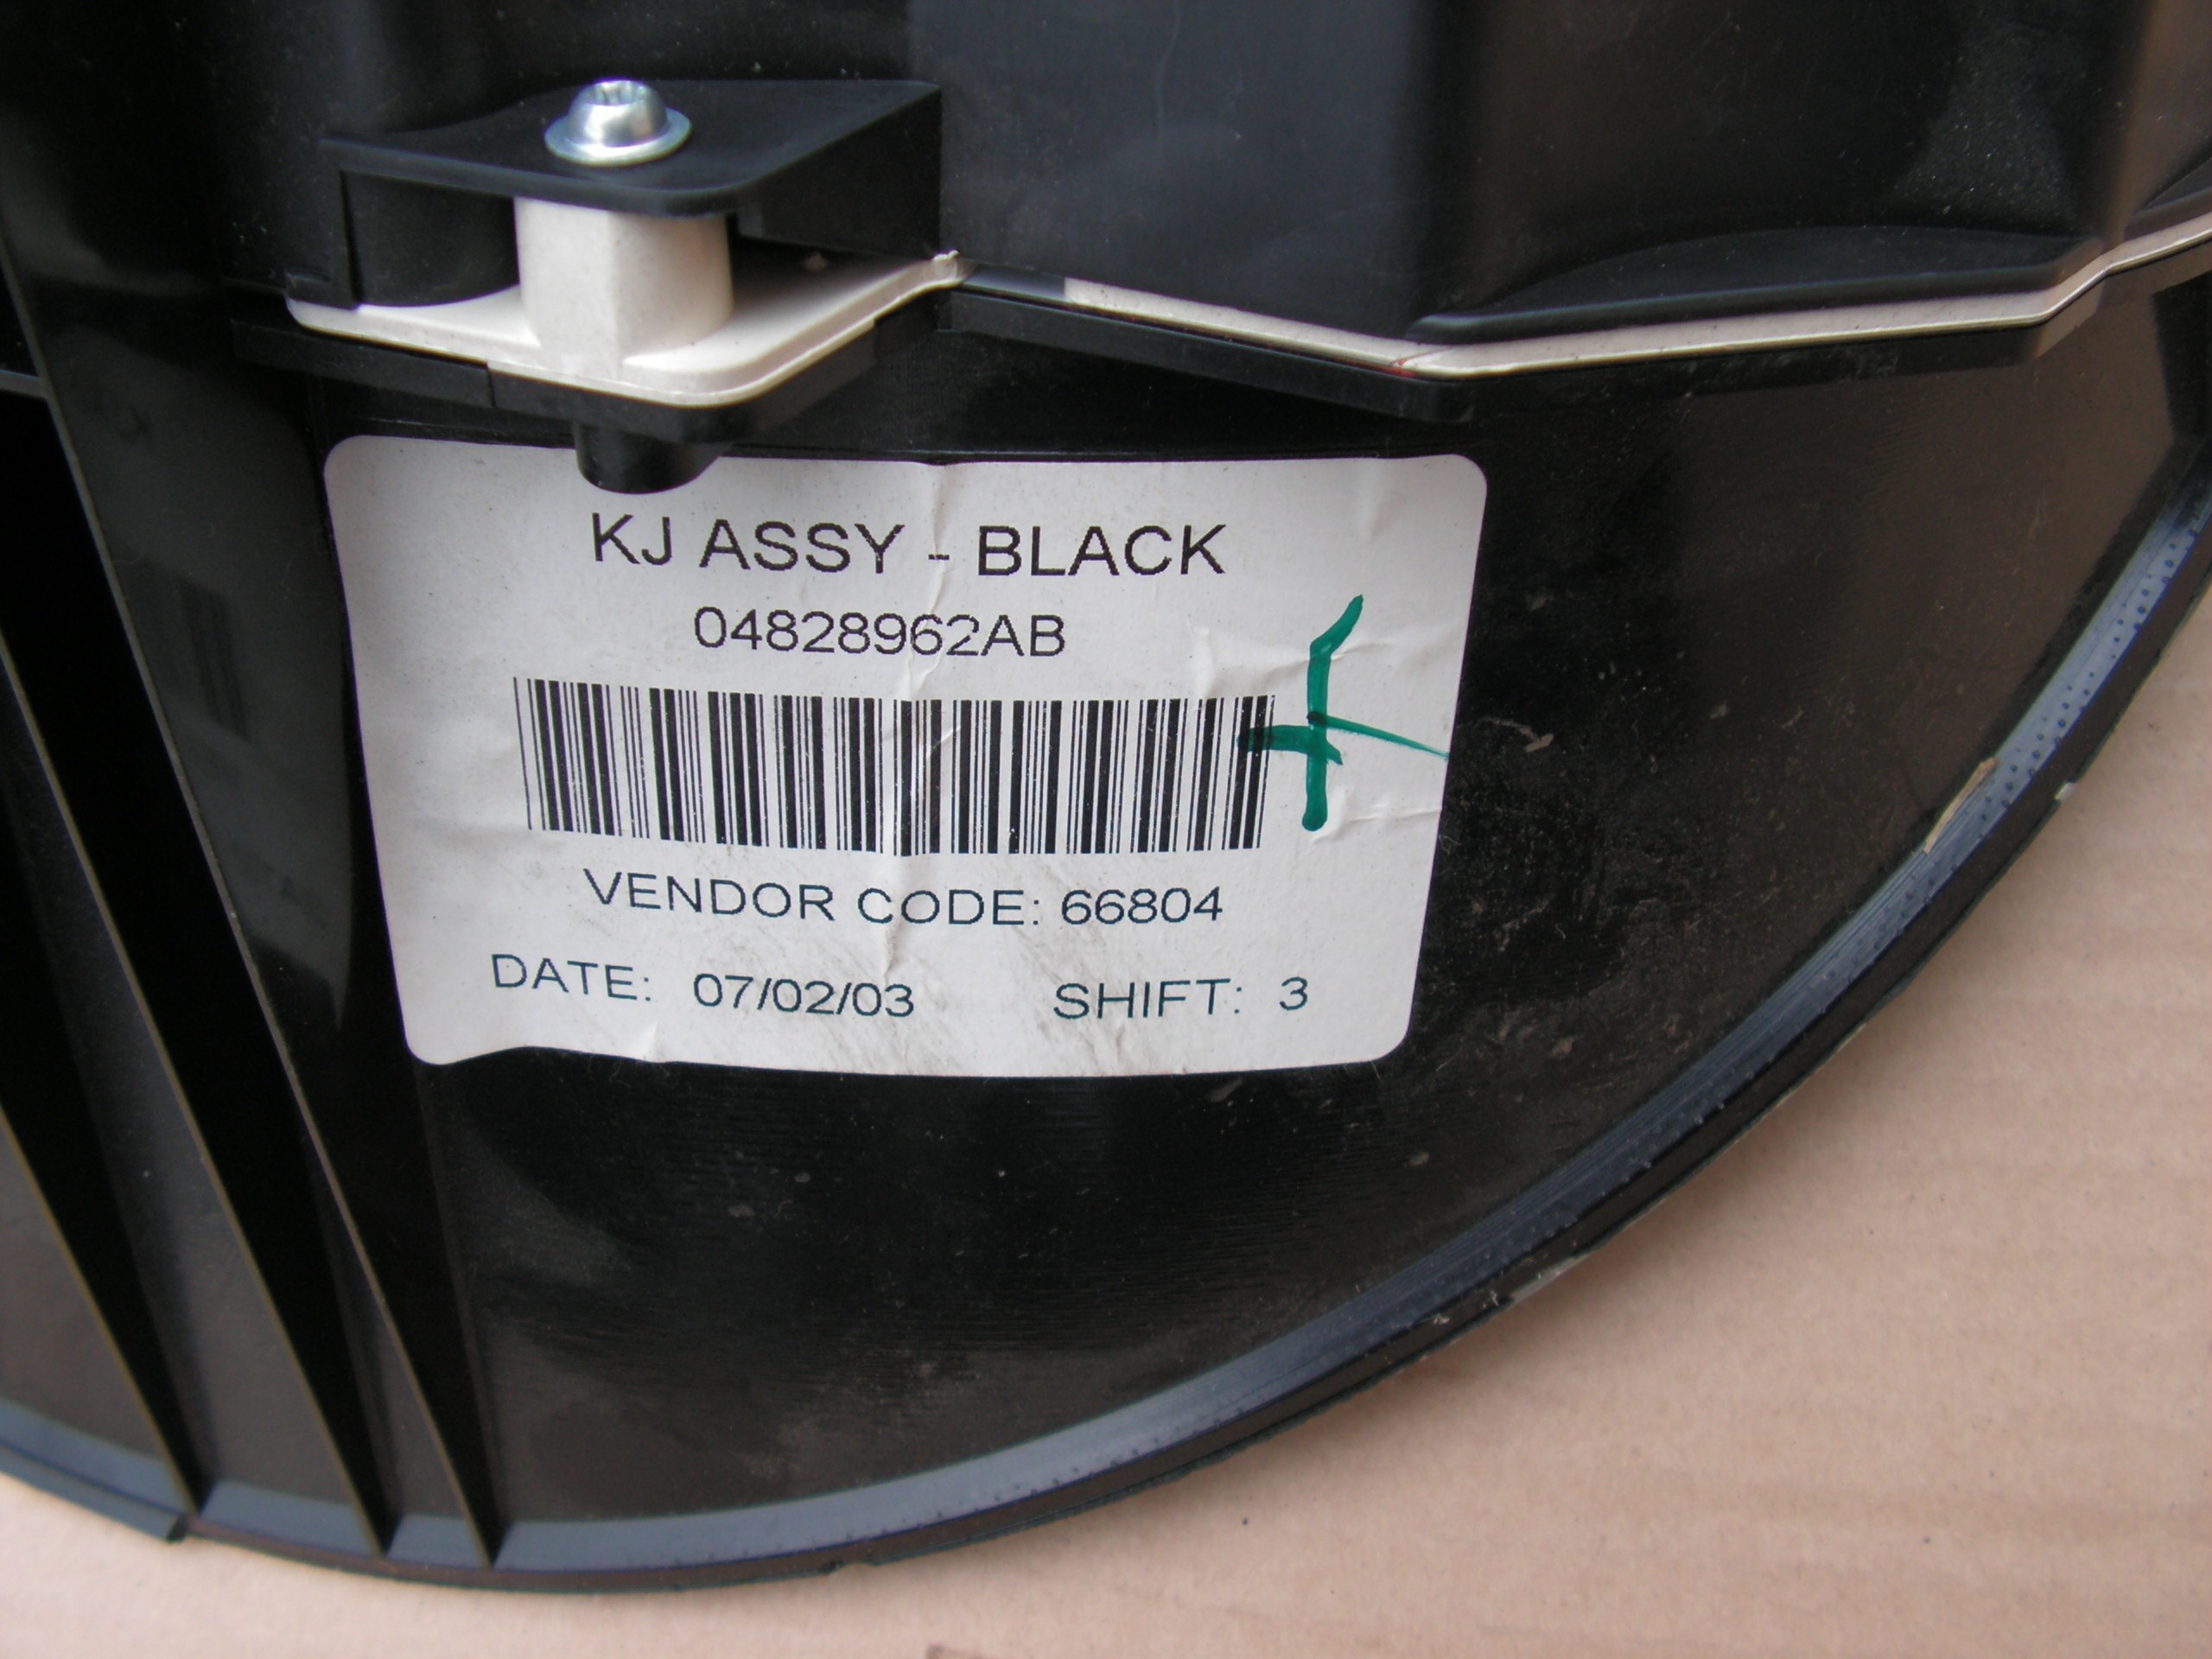 KJ ASSY - BLACK
04828962AB
VENDOR CODE: 66804
DATE: 07/02/03 SHIFT: 3